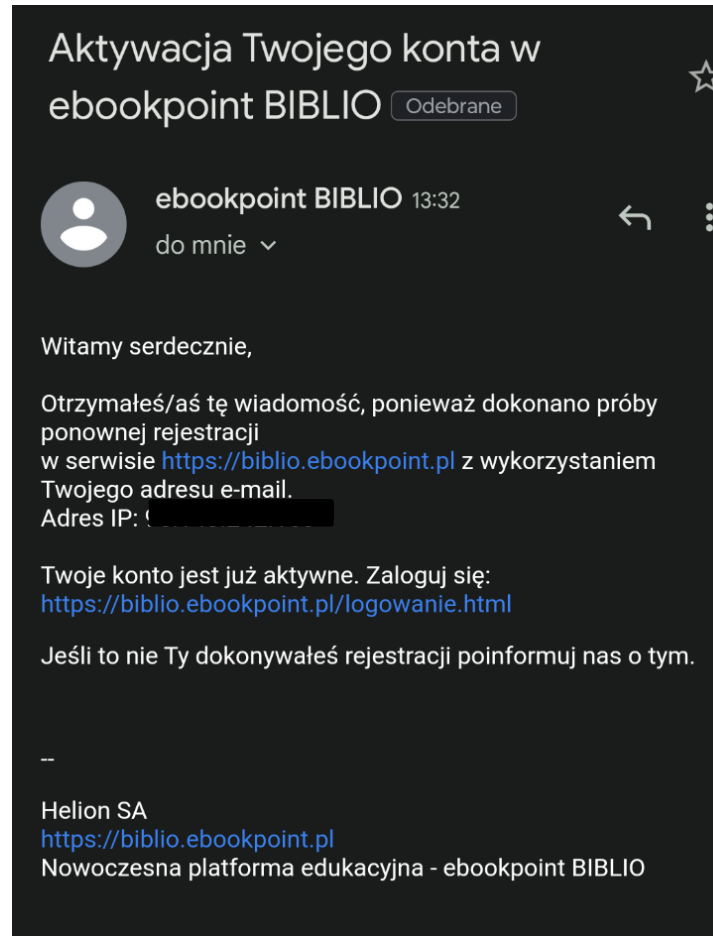 Aktywacja Twojego konta w
ebookpoint BIBLIO Odebrane
ebookpoint BIBLIO 13:32
do mnie
Witamy serdecznie,
Otrzymałeś/aś tę wiadomość, ponieważ dokonano próby
ponownej rejestracji
w serwisie https://biblio.ebookpoint.pl z wykorzystaniem
Twojego adresu e-mail.
Adres IP:
Twoje konto jest już aktywne. Zaloguj się:
https://biblio.ebookpoint.pl/logowanie.html
Jeśli to nie Ty dokonywałeś rejestracji poinformuj nas o tym.
--
Helion SA
https://biblio.ebookpoint.pl
Nowoczesna platforma edukacyjna - ebookpoint BIBLIO